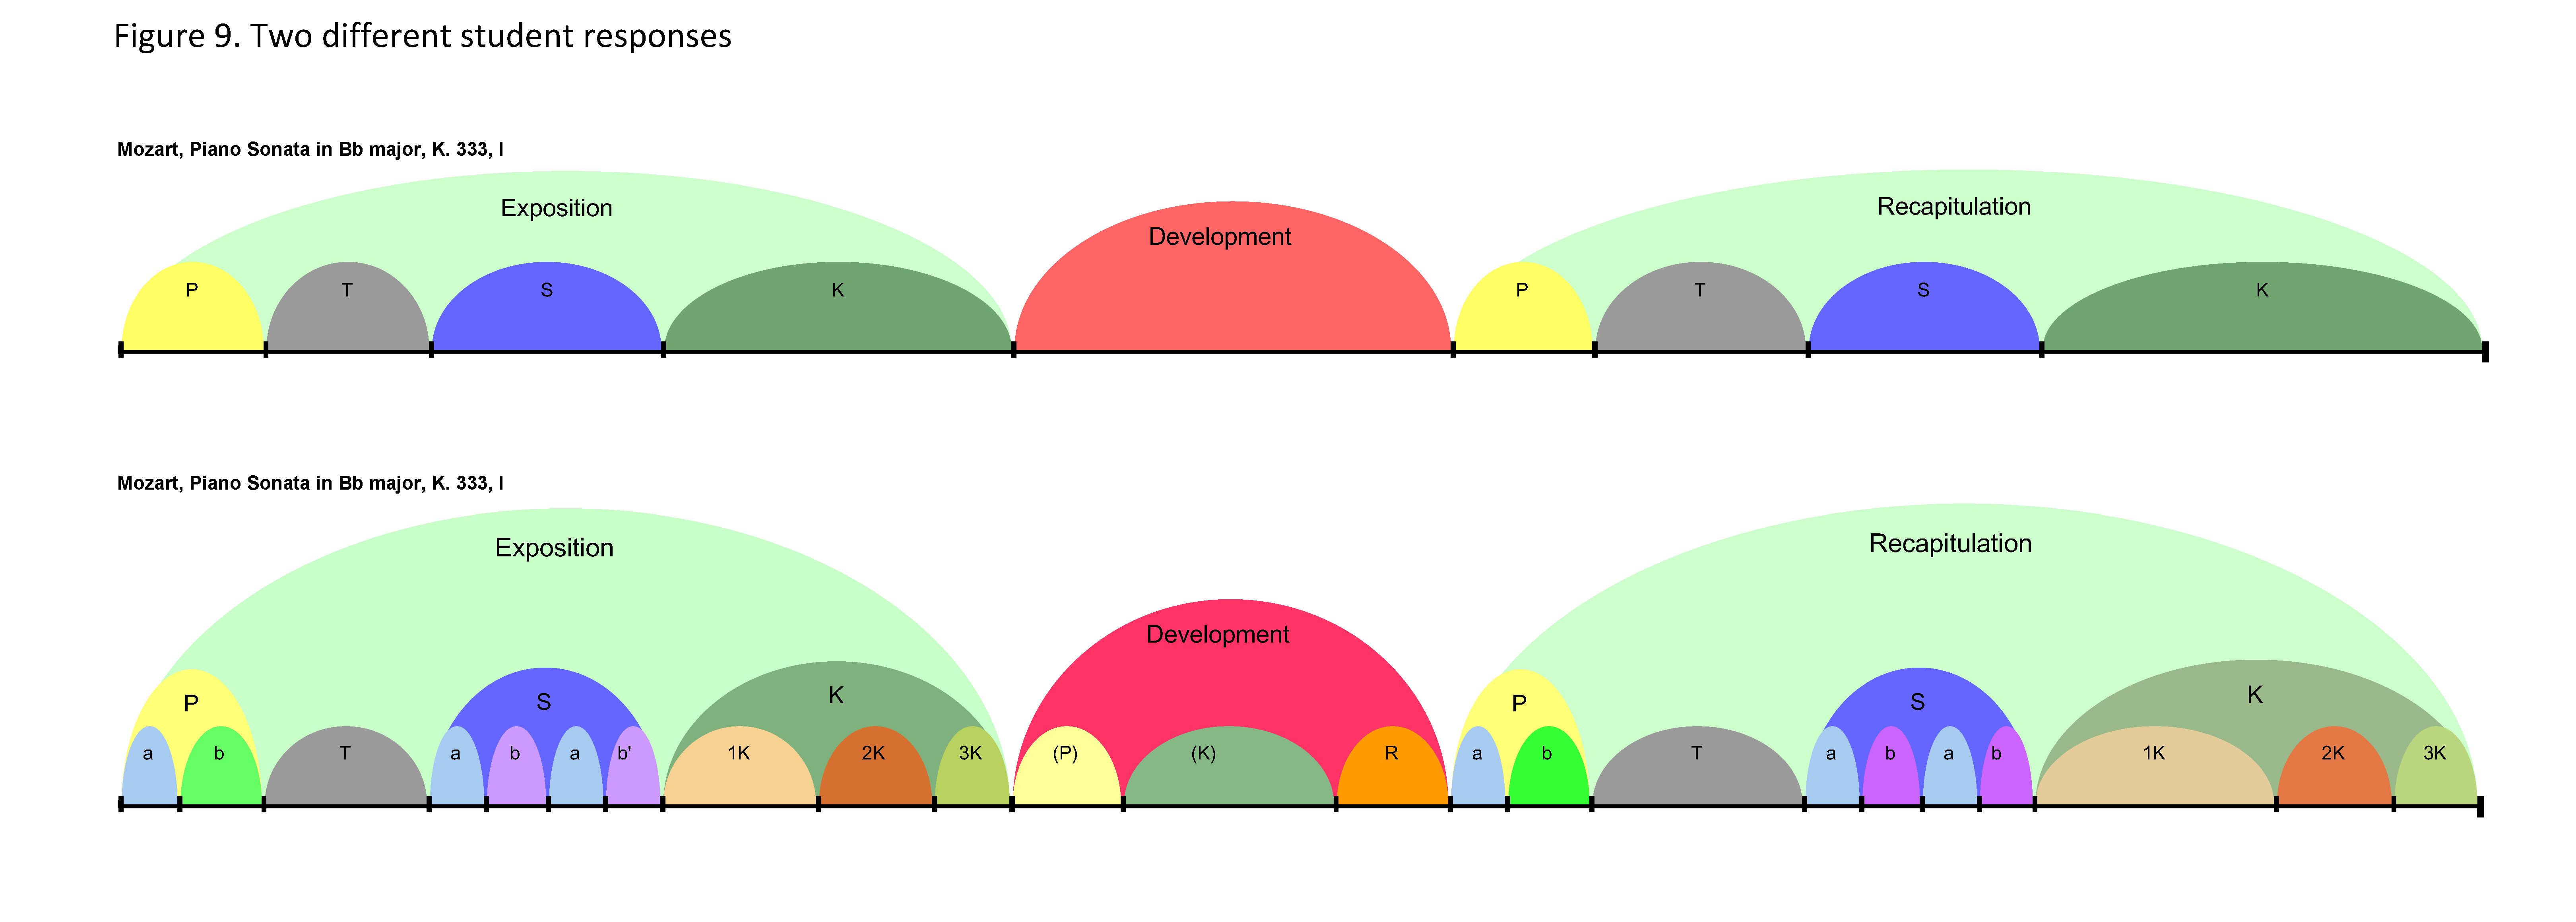 Figure 9. Two different student responses
Mozart, Piano Sonata in Bb major, K. 333, I
Exposition
Recapitulation
Development
P T S K P T S K
Mozart, Piano Sonata in Bb major, K. 333, I
Exposition
Recapitulation
Development
P S K P S K
a b T a b a b' 1K 2K 3K (P) (K) R a b T a b a b 1K 2K 3K